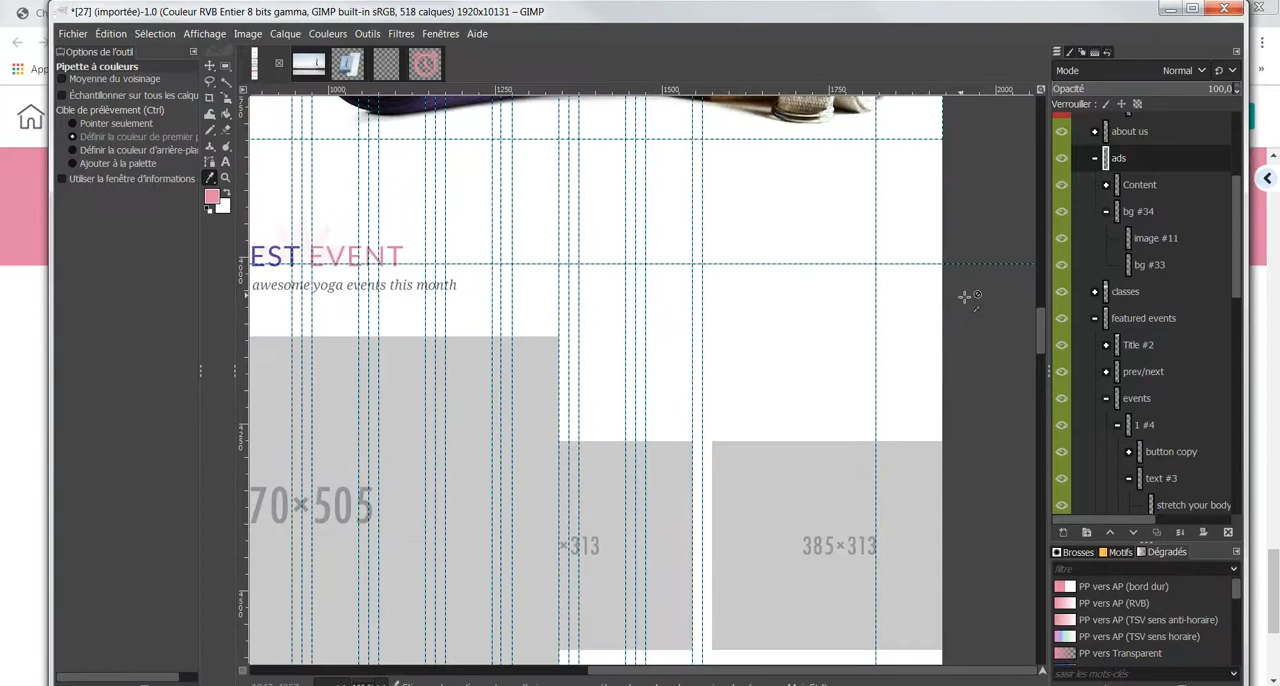 *[27] (importée)-1.0 (Couleur RVB Entier 8 bits gamma, GIMP built-in sRGB, 518 calques) 1920x10131 – GIMP
Fichier Édition Sélection Affichage Image Calque Couleurs Outils Filtres Fenêtres Aide
Options de l'outil
Pipette à couleurs
Moyenne du voisinage
Échantillonner sur tous les calqu
Cible de prélèvement (Ctrl)
Pointer seulement
Définir la couleur de premier p
Définir la couleur d'arrière-pla
Ajouter à la palette
Utiliser la fenêtre d'informations
1000 1250 1500 1750 2000
EST EVENT
awesome yoga events this month
70×505
×313
385×313
Mode Normal
Opacité 100,0
Verrouiller :
about us
ads
Content
bg #34
image #11
bg #33
classes
featured events
Title #2
prev/next
events
1 #4
button copy
text #3
stretch your body
Brosses Motifs Dégradés
filtre
PP vers AP (bord dur)
PP vers AP (RVB)
PP vers AP (TSV sens anti-horaire)
PP vers AP (TSV sens horaire)
PP vers Transparent
saisir les mots-clés